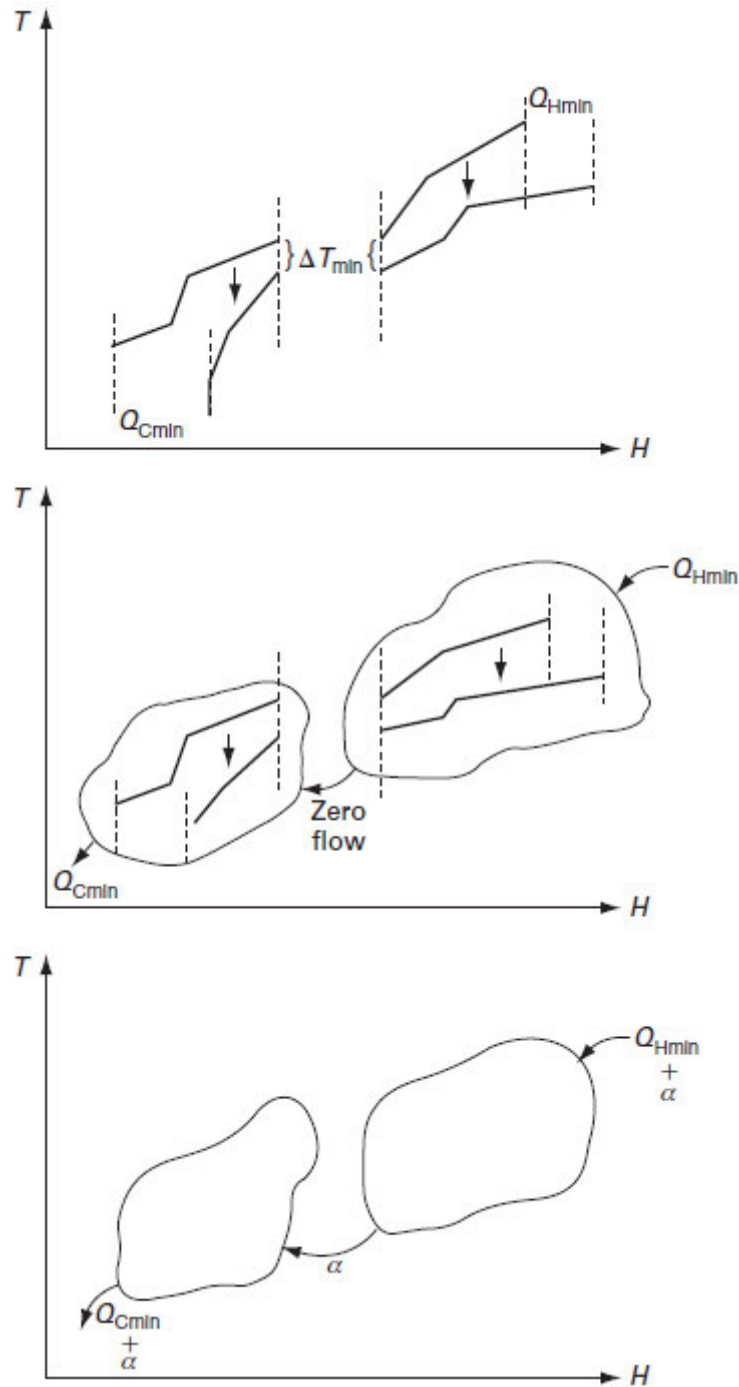 T
Q_Hmin
} ΔT_min {
Q_Cmin
H
T
Q_Hmin
Zero
flow
Q_Cmin
H
T
Q_Hmin
+
α
α
Q_Cmin
+
α
H